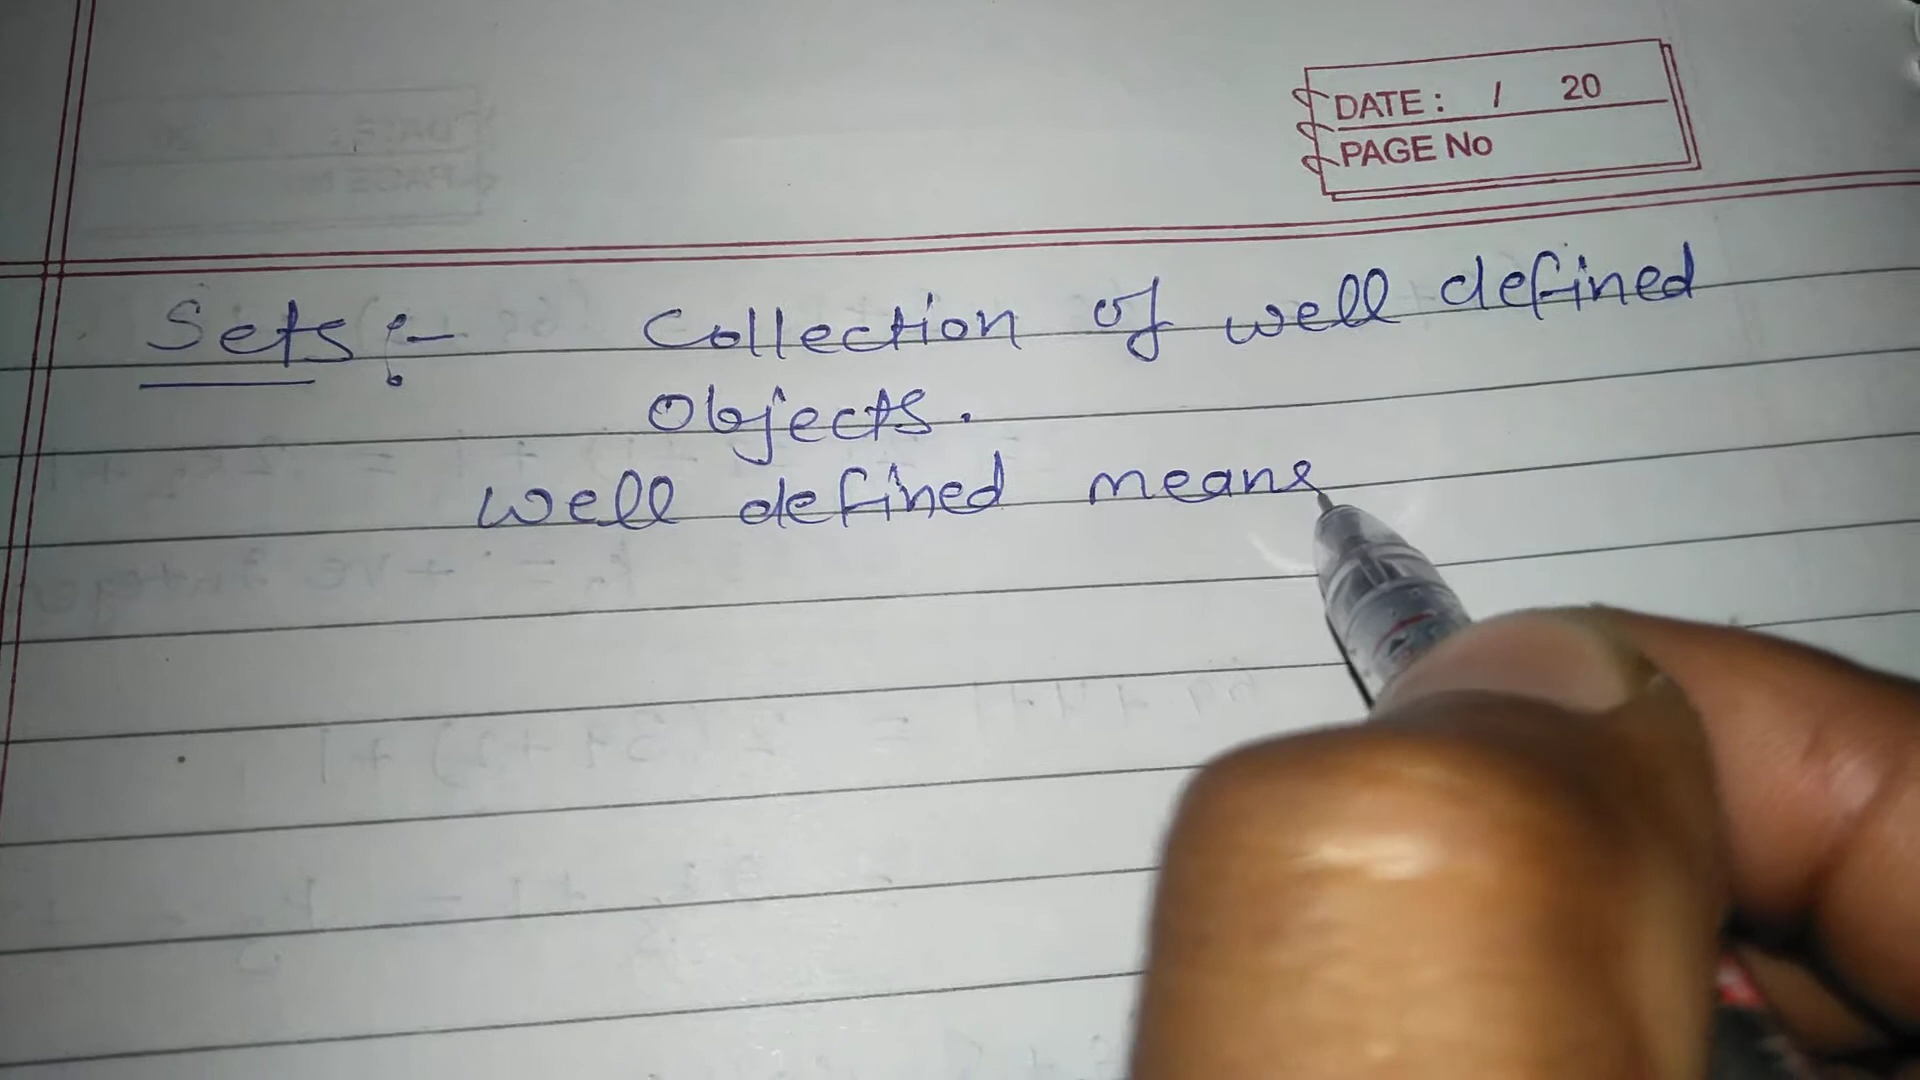 DATE : / 20
PAGE No
Sets :- Collection of well defined
Objects.
well defined means